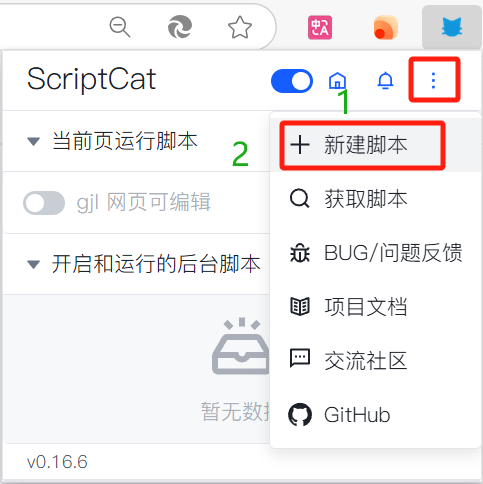 中
A
ScriptCat
1
当前页运行脚本
2
新建脚本
gjl 网页可编辑
获取脚本
开启和运行的后台脚本
BUG/问题反馈
项目文档
交流社区
暂无数
GitHub
v0.16.6